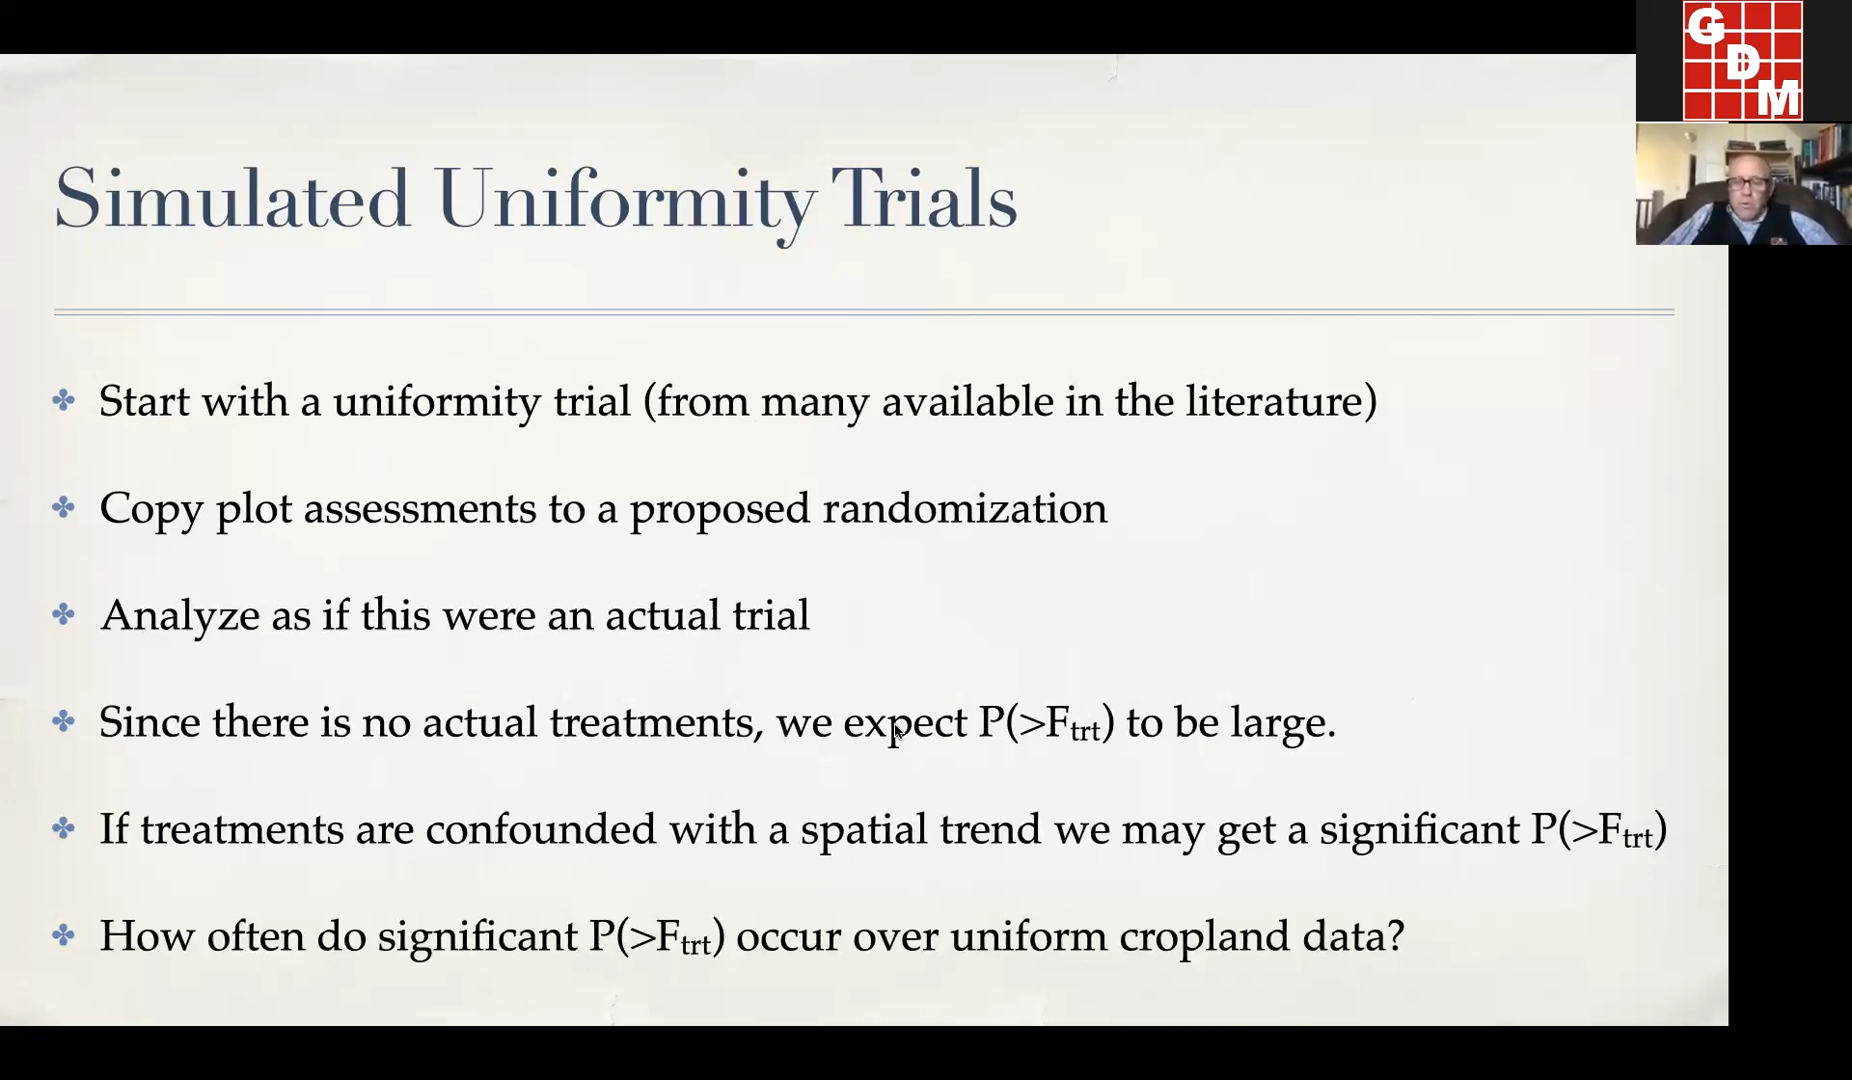 G
D
M
Simulated Uniformity Trials
Start with a uniformity trial (from many available in the literature)
Copy plot assessments to a proposed randomization
Analyze as if this were an actual trial
Since there is no actual treatments, we expect P(>Ftrt) to be large.
If treatments are confounded with a spatial trend we may get a significant P(>Ftrt)
How often do significant P(>Ftrt) occur over uniform cropland data?